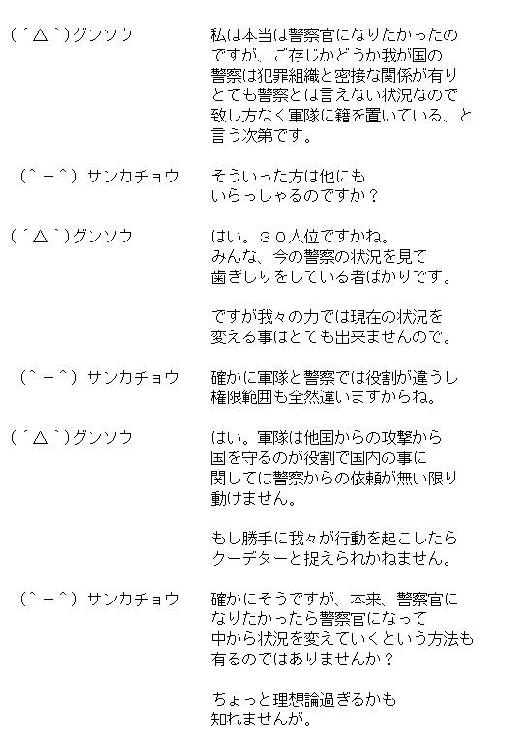 (´△｀)グンソウ 私は本当は警察官になりたかったの
ですが、ご存じかどうか我が国の
警察は犯罪組織と密接な関係が有り
とても警察とは言えない状況なので
致し方なく軍隊に籍を置いている、と
言う次第です。
(＾－＾) サンカチョウ そういった方は他にも
いらっしゃるのですか？
(´△｀)グンソウ はい。３０人位ですかね。
みんな、今の警察の状況を見て
歯ぎしりをしている者ばかりです。
ですが我々の力では現在の状況を
変える事はとても出来ませんので。
(＾－＾) サンカチョウ 確かに軍隊と警察では役割が違うし
権限範囲も全然違いますからね。
(´△｀)グンソウ はい。軍隊は他国からの攻撃から
国を守るのが役割で国内の事に
関しては警察からの依頼が無い限り
動けません。
もし勝手に我々が行動を起こしたら
クーデターと捉えられかねません。
(＾－＾) サンカチョウ 確かにそうですが、本来、警察官に
なりたかったら警察官になって
中から状況を変えていくという方法も
有るのではありませんか？
ちょっと理想論過ぎるかも
知れませんが。